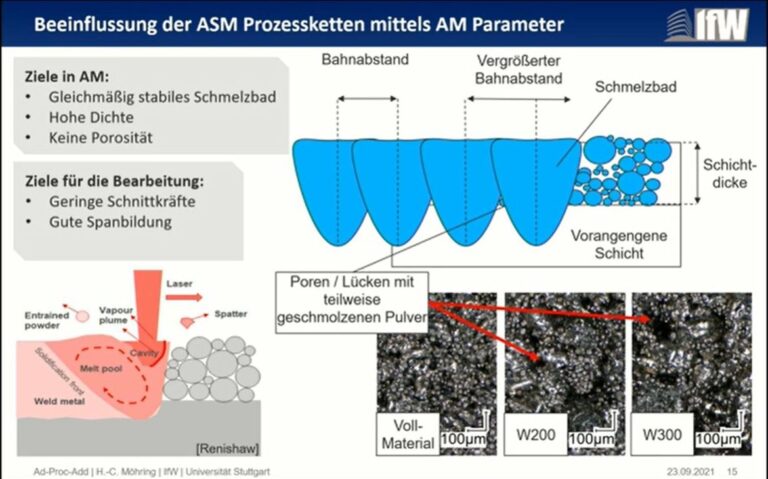 Beeinflussung der ASM Prozessketten mittels AM Parameter
IfW
Ziele in AM:
• Gleichmäßig stabiles Schmelzbad
• Hohe Dichte
• Keine Porosität
Ziele für die Bearbeitung:
• Geringe Schnittkräfte
• Gute Spanbildung
Bahnabstand
Vergrößerter
Bahnabstand
Schmelzbad
Schicht-
dicke
Vorangengene
Schicht
Poren / Lücken mit
teilweise
geschmolzenen Pulver
Laser
Entrained
powder
Vapour
plume
Spatter
Cavity
Melt pool
Solidification front
Weld metal
[Renishaw]
Voll-
Material
100µm
W200
100µm
W300
100µm
Ad-Proc-Add | H.-C. Möhring | IfW | Universität Stuttgart
23.09.2021 15